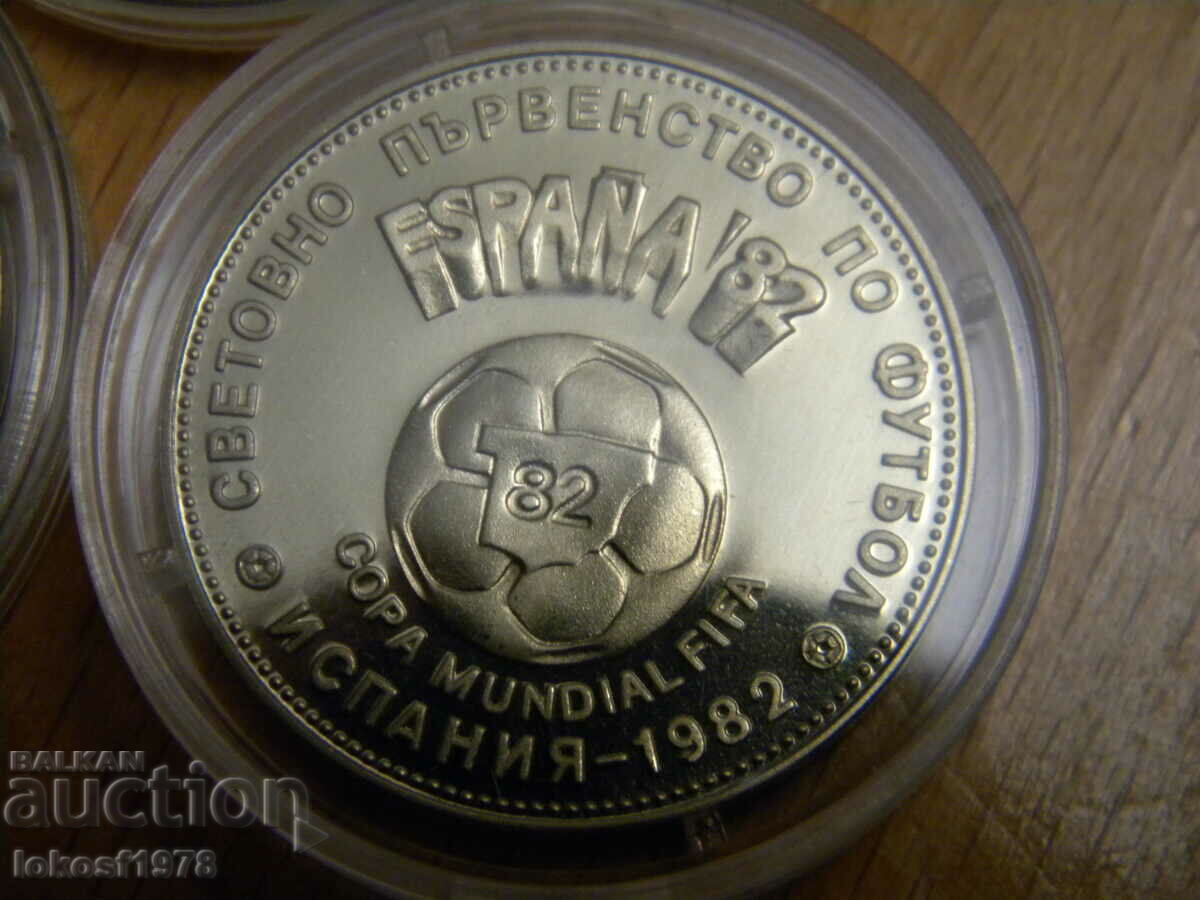 СВЕТОВНО ПЪРВЕНСТВО ПО ФУТБОЛ
ESPAÑA '82
82
COPA MUNDIAL FIFA
ИСПАНИЯ-1982
BALKAN
auction
lokosf1978